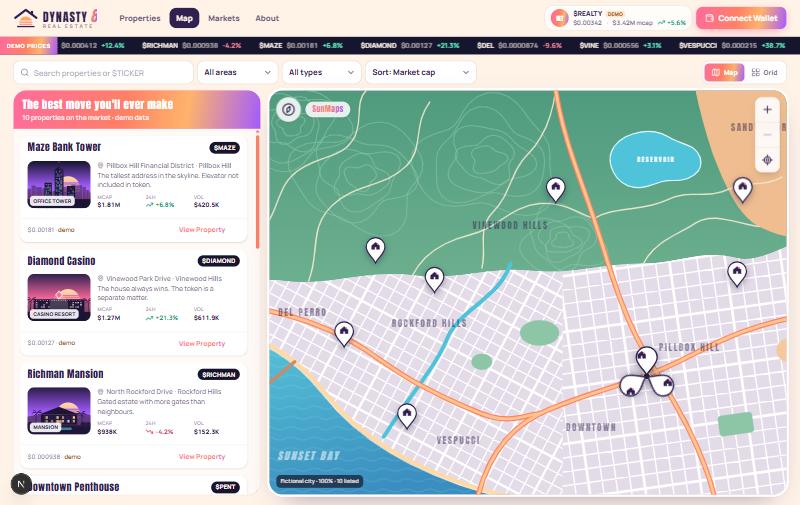 DYNASTY 8
REAL ESTATE
Properties
Map
Markets
About
$REALTY DEMO
$0.00342 · $3.42M mcap +5.6%
Connect Wallet
DEMO PRICES
$0.000412 +12.4% $RICHMAN $0.000938 -4.2% $MAZE $0.00181 +6.8% $DIAMOND $0.00127 +21.3% $DEL $0.0000874 -9.6% $VINE $0.000556 +3.1% $VESPUCCI $0.000215 +38.7%
Search properties or $TICKER
All areas
All types
Sort: Market cap
Map
Grid
The best move you'll ever make
10 properties on the market · demo data
Maze Bank Tower
$MAZE
OFFICE TOWER
Pillbox Hill Financial District · Pillbox Hill
The tallest address in the skyline. Elevator not
included in token.
MCAP 24H VOL
$1.81M +6.8% $420.5K
$0.00181 · demo
View Property
Diamond Casino
$DIAMOND
CASINO RESORT
Vinewood Park Drive · Vinewood Hills
The house always wins. The token is a
separate matter.
MCAP 24H VOL
$1.27M +21.3% $611.9K
$0.00127 · demo
View Property
Richman Mansion
$RICHMAN
MANSION
North Rockford Drive · Rockford Hills
Gated estate with more gates than
neighbours.
MCAP 24H VOL
$938K -4.2% $152.3K
$0.000938 · demo
View Property
Downtown Penthouse
$PENT
N
SunMaps
SAND
R
RESERVOIR
VINEWOOD HILLS
DEL PERRO
ROCKFORD HILLS
PILLBOX HILL
DOWNTOWN
VESPUCCI
SUNSET BAY
Fictional city · 100% · 10 listed